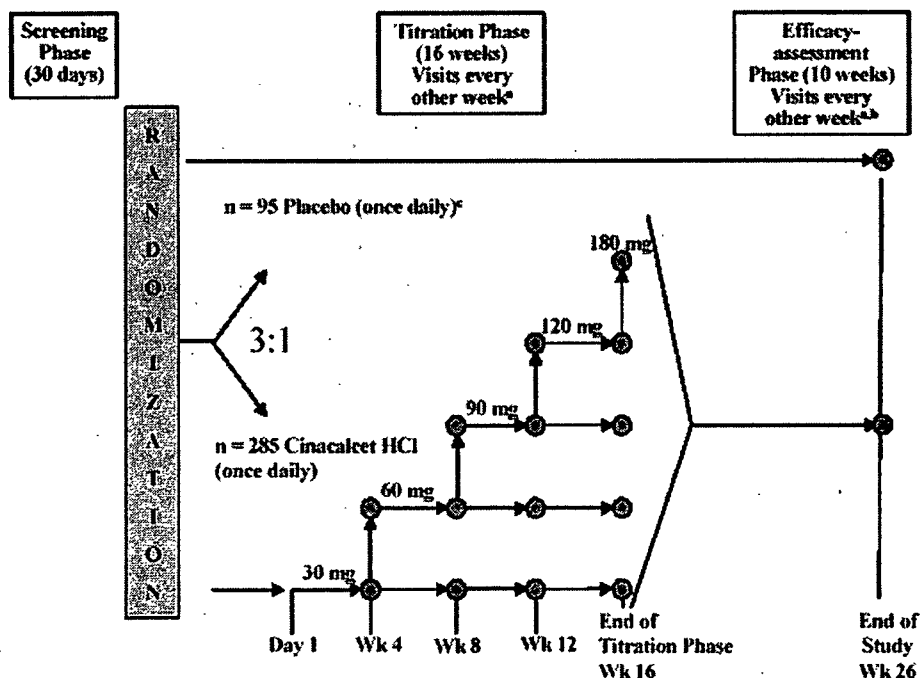 Screening
Phase
(30 days)
Titration Phase
(16 weeks)
Visits every
other week^a
Efficacy-
assessment
Phase (10 weeks)
Visits every
other week^a,b
RANDOMIZATION
n = 95 Placebo (once daily)^c
3:1
n = 285 Cinacalcet HCl
(once daily)
180 mg
120 mg
90 mg
60 mg
30 mg
Day 1
Wk 4
Wk 8
Wk 12
End of
Titration Phase
Wk 16
End of
Study
Wk 26